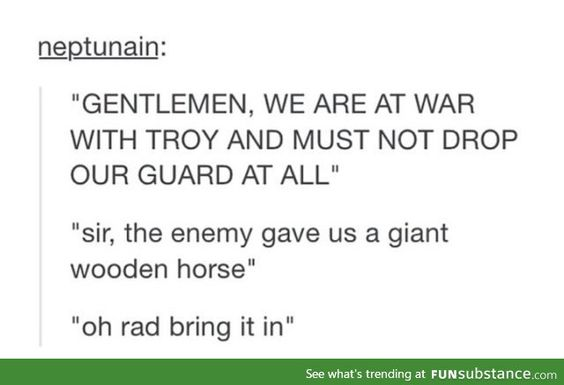 neptunain:
"GENTLEMEN, WE ARE AT WAR
WITH TROY AND MUST NOT DROP
OUR GUARD AT ALL"
"sir, the enemy gave us a giant
wooden horse"
"oh rad bring it in"
See what's trending at FUNSubstance.com